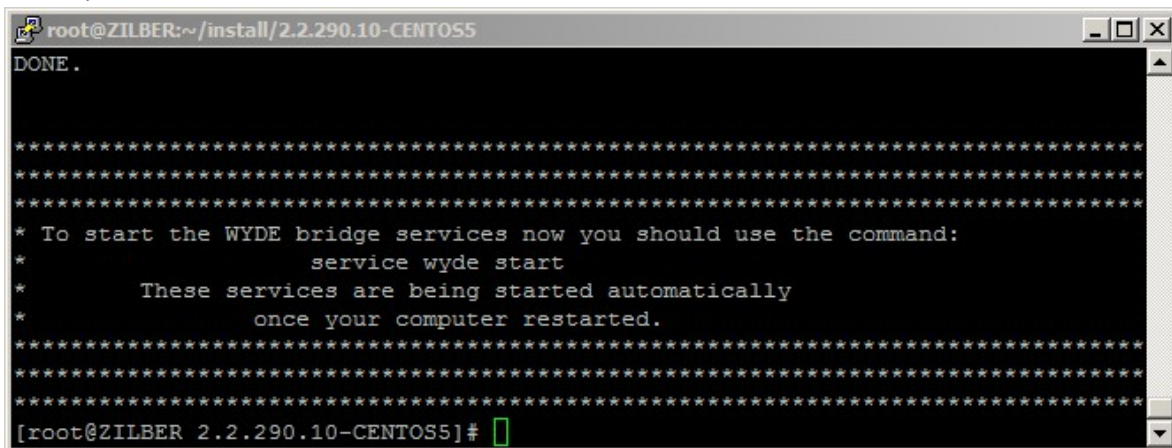 root@ZILBER:~/install/2.2.290.10-CENTOS5
DONE.
********************************************************************************
********************************************************************************
********************************************************************************
* To start the WYDE bridge services now you should use the command:
*                     service wyde start
*         These services are being started automatically
*                 once your computer restarted.
********************************************************************************
********************************************************************************
********************************************************************************
[root@ZILBER 2.2.290.10-CENTOS5]#